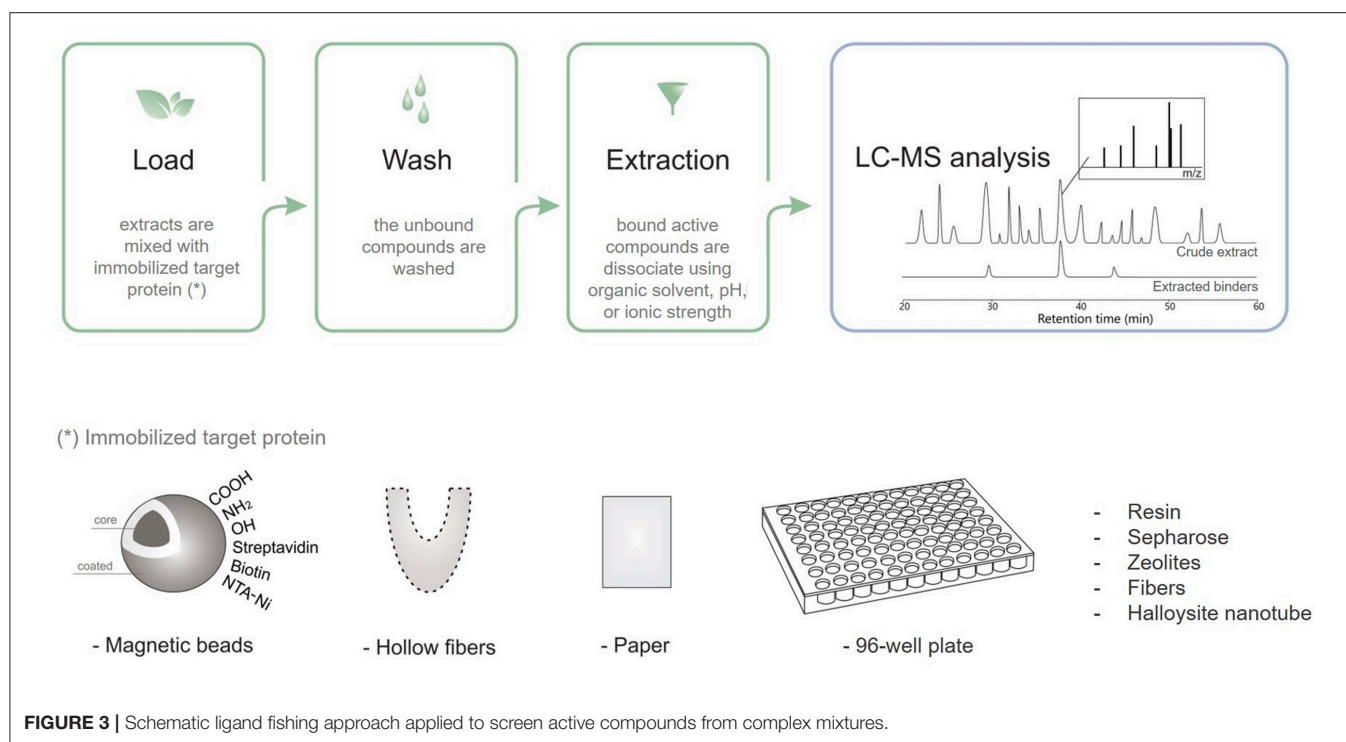 Load
extracts are
mixed with
immobilized target
protein (*)
Wash
the unbound
compounds are
washed
Extraction
bound active
compounds are
dissociate using
organic solvent, pH,
or ionic strength
LC-MS analysis
m/z
Crude extract
Extracted binders
20 30 40 50 60
Retention time (min)
(*) Immobilized target protein
core
coated
COOH
NH₂
OH
Streptavidin
Biotin
NTA-Ni
- Magnetic beads
- Hollow fibers
- Paper
- 96-well plate
- Resin
- Sepharose
- Zeolites
- Fibers
- Halloysite nanotube
FIGURE 3 | Schematic ligand fishing approach applied to screen active compounds from complex mixtures.